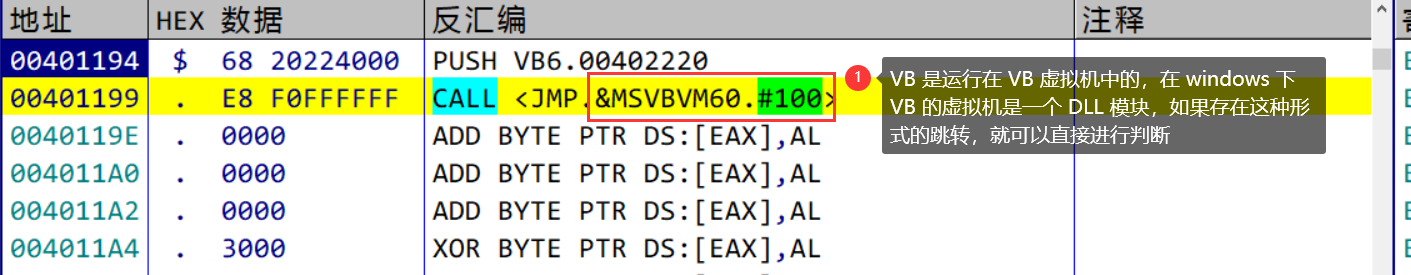 地址 HEX 数据 反汇编 注释
00401194 $ 68 20224000 PUSH VB6.00402220
00401199 . E8 F0FFFFFF CALL <JMP.&MSVBVM60.#100>
0040119E . 0000 ADD BYTE PTR DS:[EAX],AL
004011A0 . 0000 ADD BYTE PTR DS:[EAX],AL
004011A2 . 0000 ADD BYTE PTR DS:[EAX],AL
004011A4 . 3000 XOR BYTE PTR DS:[EAX],AL
1
VB 是运行在 VB 虚拟机中的，在 windows 下
VB 的虚拟机是一个 DLL 模块，如果存在这种形
式的跳转，就可以直接进行判断